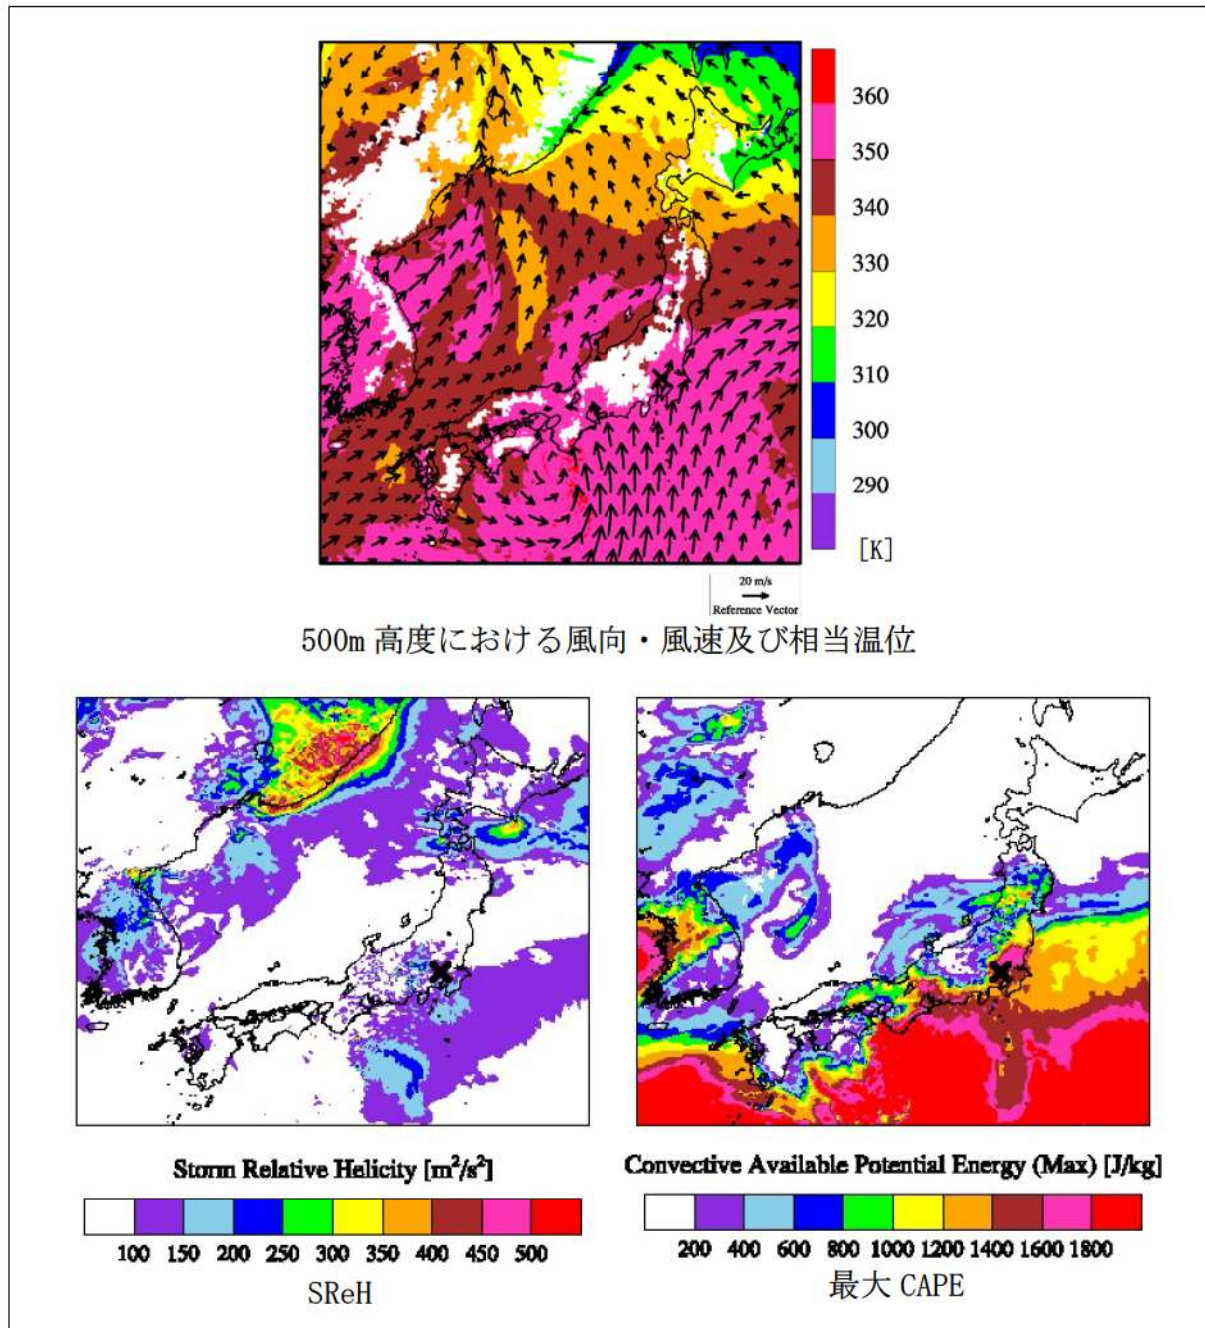 360
350
340
330
320
310
300
290
[K]
20 m/s
Reference Vector
500m 高度における風向・風速及び相当温位
Storm Relative Helicity [m²/s²]
100 150 200 250 300 350 400 450 500
SReH
Convective Available Potential Energy (Max) [J/kg]
200 400 600 800 1000 1200 1400 1600 1800
最大 CAPE